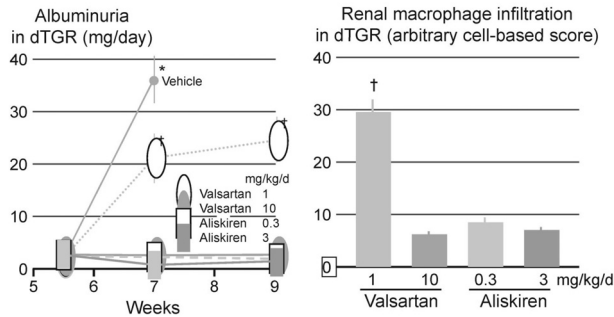 Albuminuria
in dTGR (mg/day)
40
30
20
10
0
* Vehicle
†
†
mg/kg/d
Valsartan 1
Valsartan 10
Aliskiren 0.3
Aliskiren 3
5 6 7 8 9
Weeks
Renal macrophage infiltration
in dTGR (arbitrary cell-based score)
40
30
20
10
0
†
1 10 0.3 3 mg/kg/d
Valsartan Aliskiren